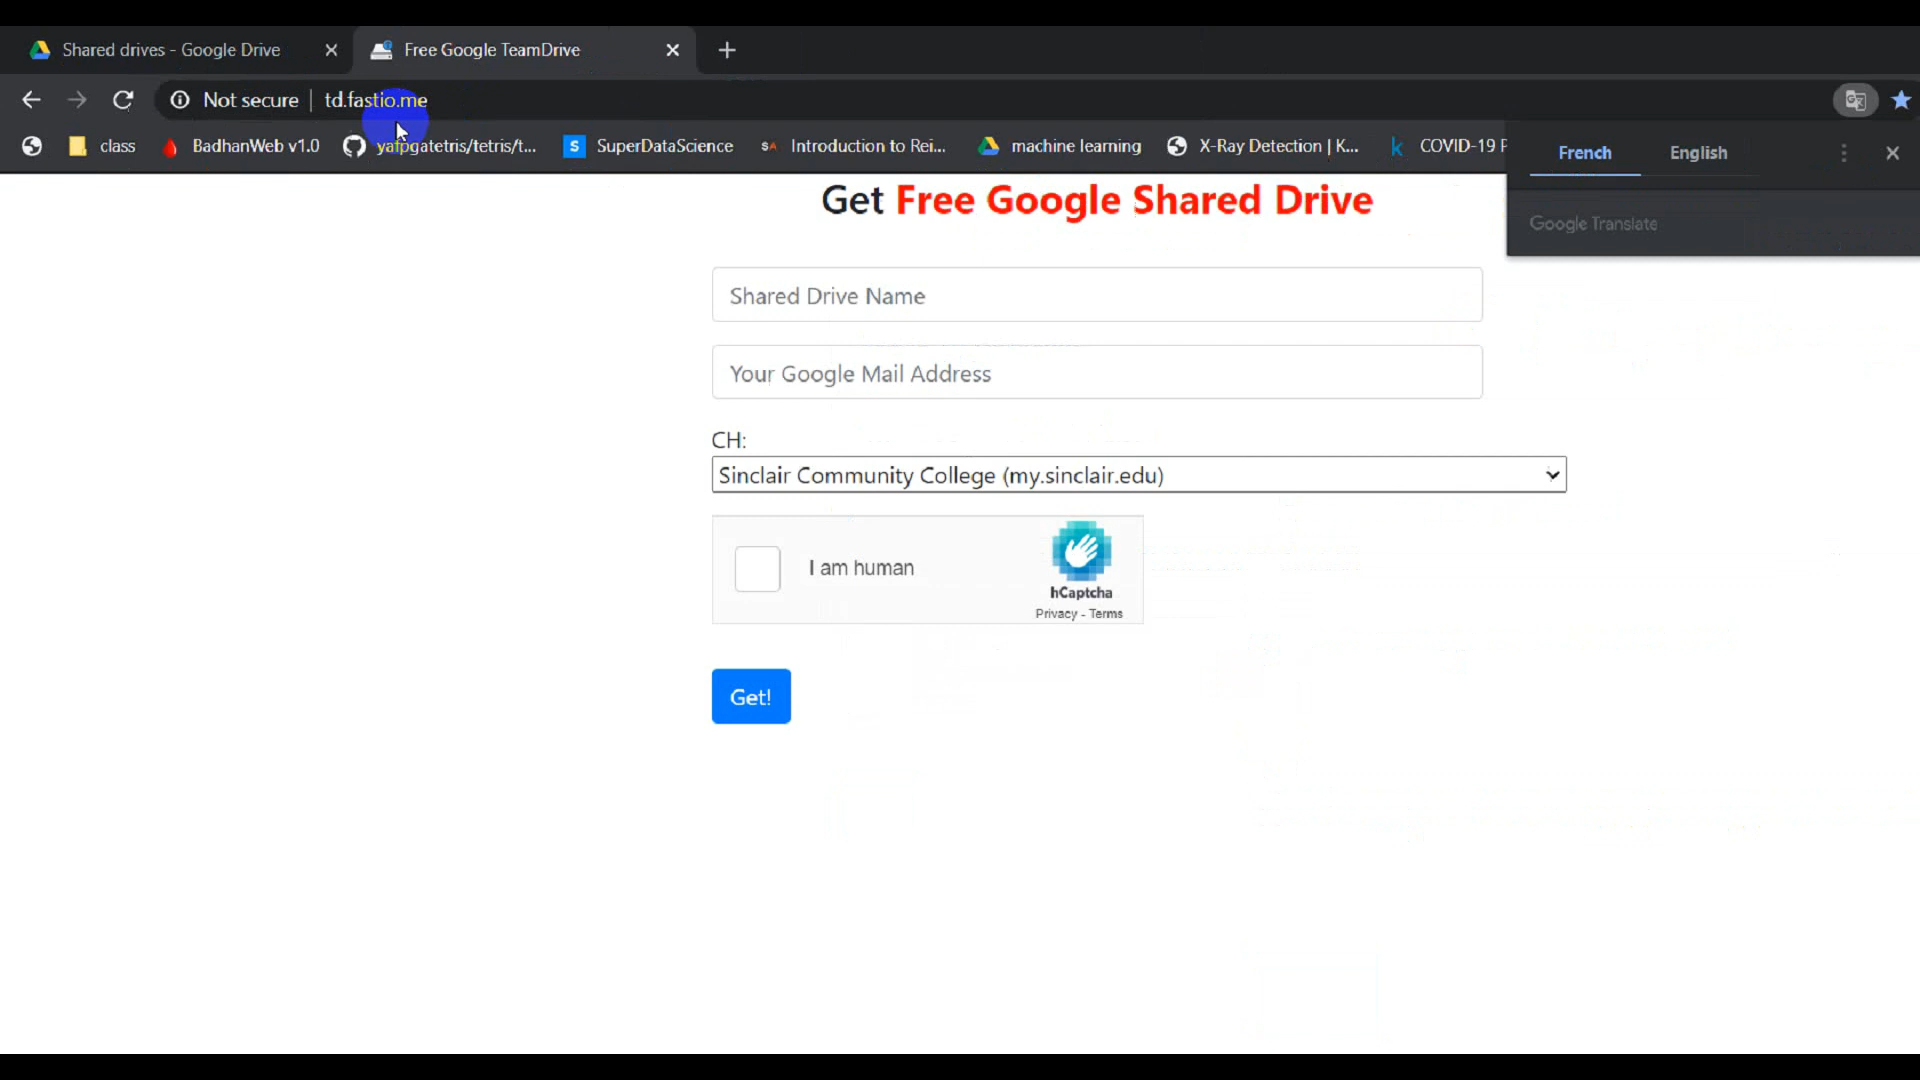 Shared drives - Google Drive
Free Google TeamDrive
Not secure
td.fastio.me
class
BadhanWeb v1.0
yafpgatetris/tetris/t...
SuperDataScience
Introduction to Rei...
machine learning
X-Ray Detection | K...
COVID-19
French
English
Google Translate
Get Free Google Shared Drive
Shared Drive Name
Your Google Mail Address
CH:
Sinclair Community College (my.sinclair.edu)
I am human
hCaptcha
Privacy - Terms
Get!